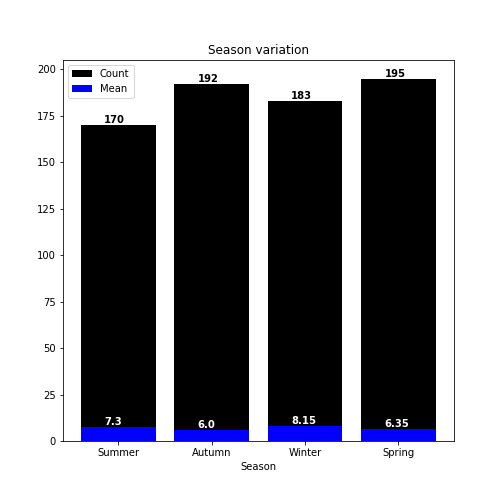 Season variation
Count
Mean
200
175
150
125
100
75
50
25
0
170
192
183
195
7.3
6.0
8.15
6.35
Summer
Autumn
Winter
Spring
Season